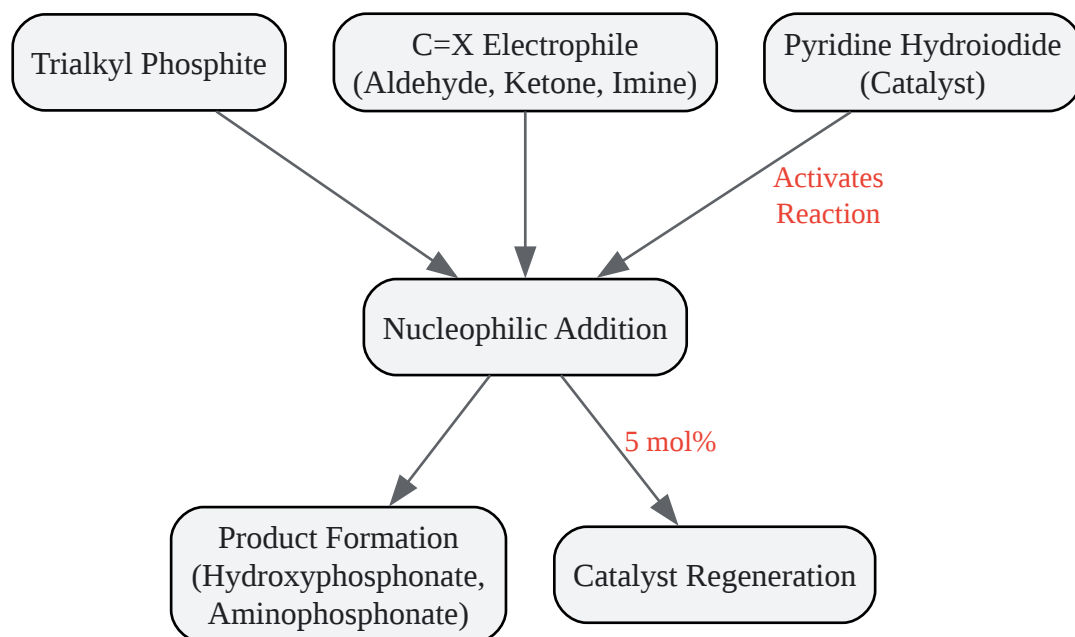 Trialkyl Phosphite
C=X Electrophile
(Aldehyde, Ketone, Imine)
Pyridine Hydroiodide
(Catalyst)
Activates
Reaction
Nucleophilic Addition
5 mol%
Product Formation
(Hydroxyphosphonate,
Aminophosphonate)
Catalyst Regeneration